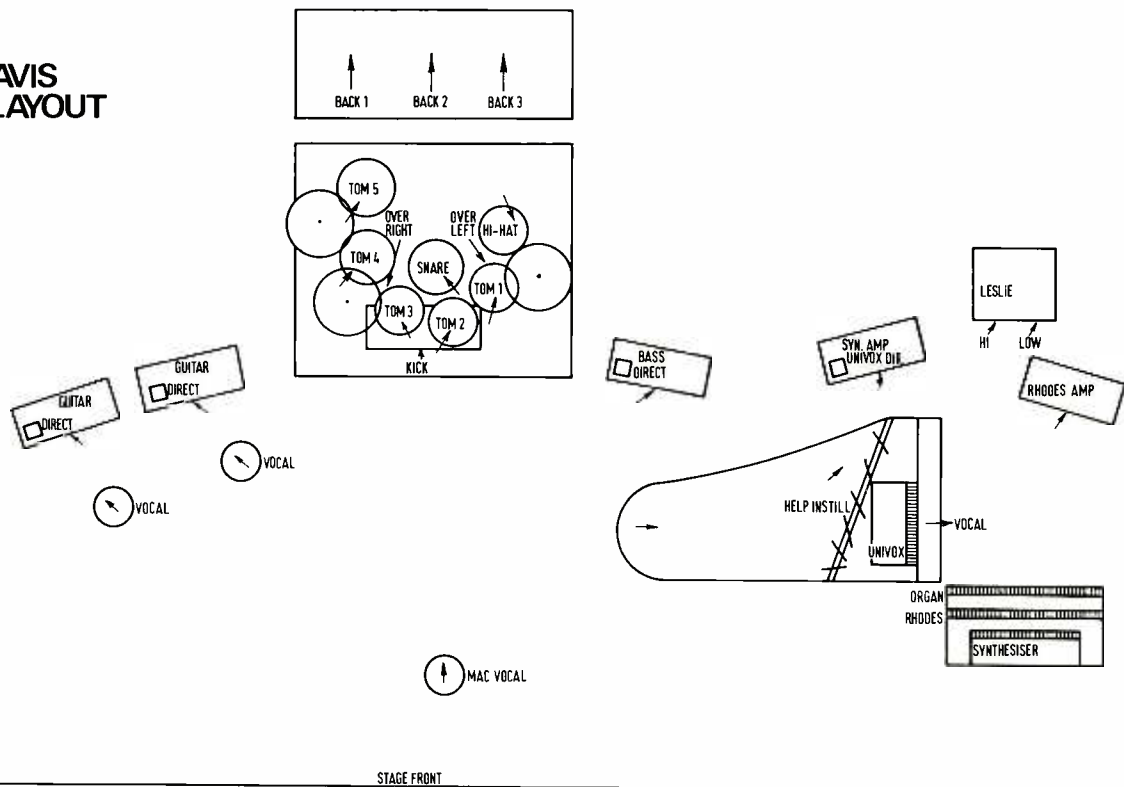 AVIS
LAYOUT
BACK 1 BACK 2 BACK 3
TOM 5
OVER
RIGHT
OVER
LEFT
HI-HAT
TOM 4
SNARE
TOM 1
TOM 3
TOM 2
KICK
LESLIE
HI LOW
GUITAR
DIRECT
GUITAR
DIRECT
BASS
DIRECT
SYN. AMP
UNIVOX DIR
RHODES AMP
VOCAL
VOCAL
HELP INSTILL
UNIVOX
VOCAL
ORGAN
RHODES
SYNTHESISER
MAC VOCAL
STAGE FRONT